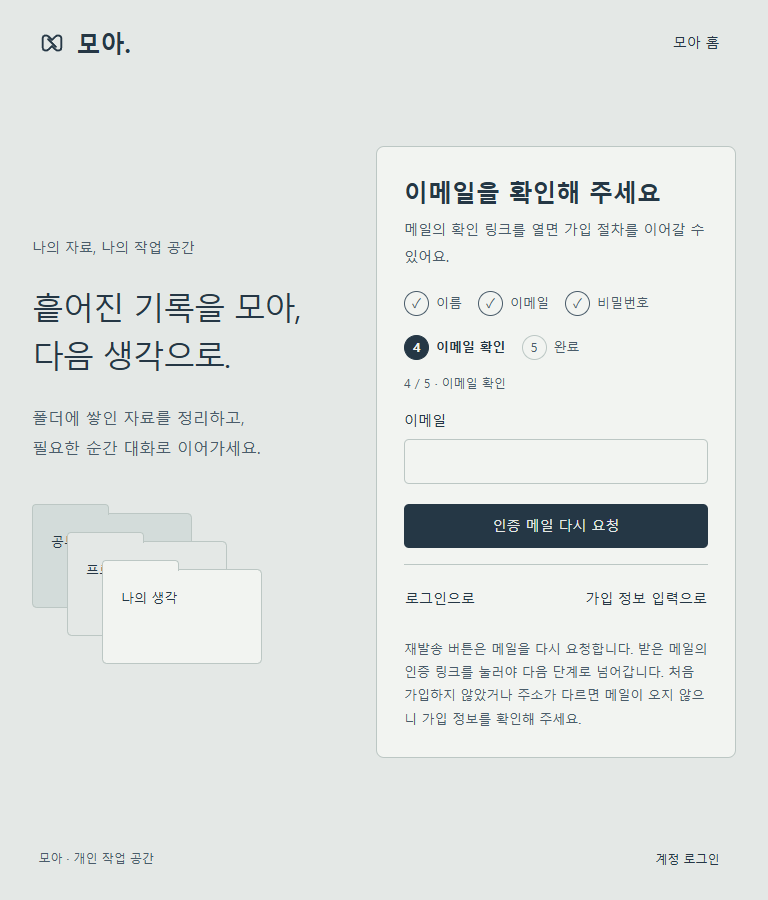 모아.
모아 홈
나의 자료, 나의 작업 공간
흩어진 기록을 모아,
다음 생각으로.
폴더에 쌓인 자료를 정리하고,
필요한 순간 대화로 이어가세요.
나의 생각
이메일을 확인해 주세요
메일의 확인 링크를 열면 가입 절차를 이어갈 수
있어요.
✓ 이름 ✓ 이메일 ✓ 비밀번호
4 이메일 확인 5 완료
4 / 5 · 이메일 확인
이메일
인증 메일 다시 요청
로그인으로 가입 정보 입력으로
재발송 버튼은 메일을 다시 요청합니다. 받은 메일의
인증 링크를 눌러야 다음 단계로 넘어갑니다. 처음
가입하지 않았거나 주소가 다르면 메일이 오지 않으
니 가입 정보를 확인해 주세요.
모아 · 개인 작업 공간
계정 로그인